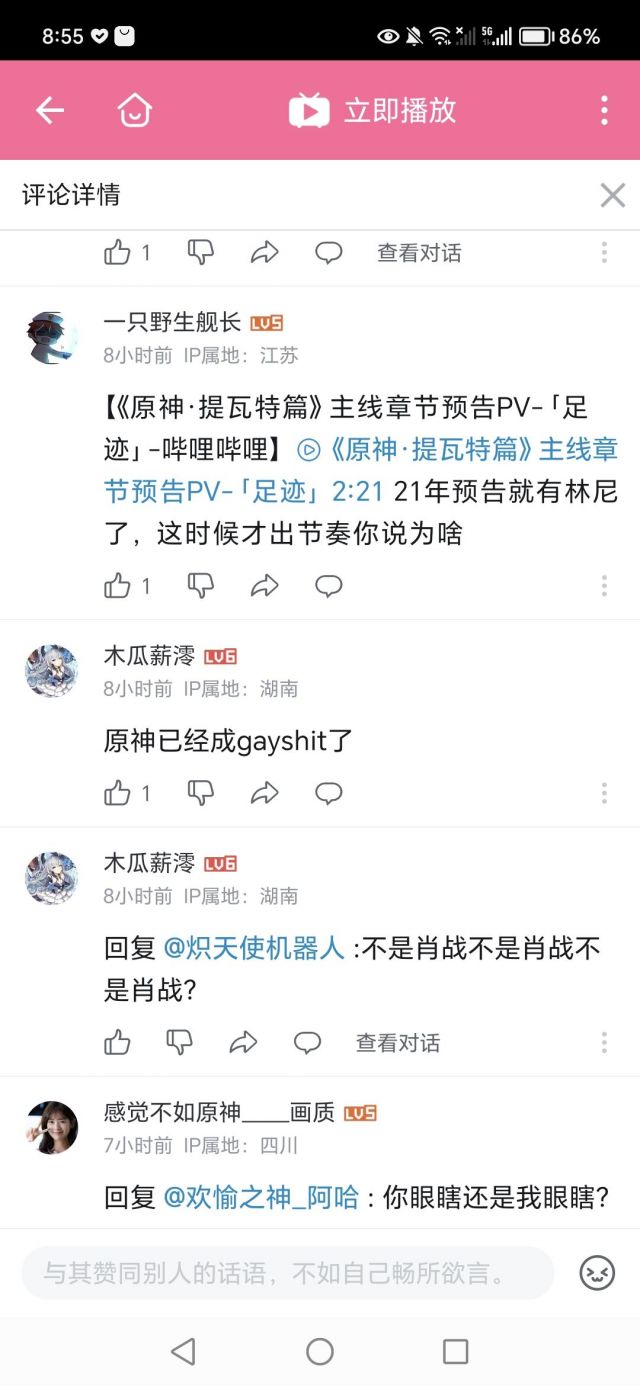 8:55
5G
86%
立即播放
评论详情
1
查看对话
一只野生舰长 LV5
8小时前 IP属地：江苏
【《原神·提瓦特篇》主线章节预告PV-「足
迹」-哔哩哔哩】《原神·提瓦特篇》主线章
节预告PV-「足迹」 2:21 21年预告就有林尼
了，这时候才出节奏你说为啥
1
木瓜薪澪 LV6
8小时前 IP属地：湖南
原神已经成gayshit了
1
木瓜薪澪 LV6
8小时前 IP属地：湖南
回复 @炽天使机器人 :不是肖战不是肖战不
是肖战？
查看对话
感觉不如原神____画质 LV5
7小时前 IP属地：四川
回复 @欢愉之神_阿哈 : 你眼瞎还是我眼瞎？
与其赞同别人的话语，不如自己畅所欲言。